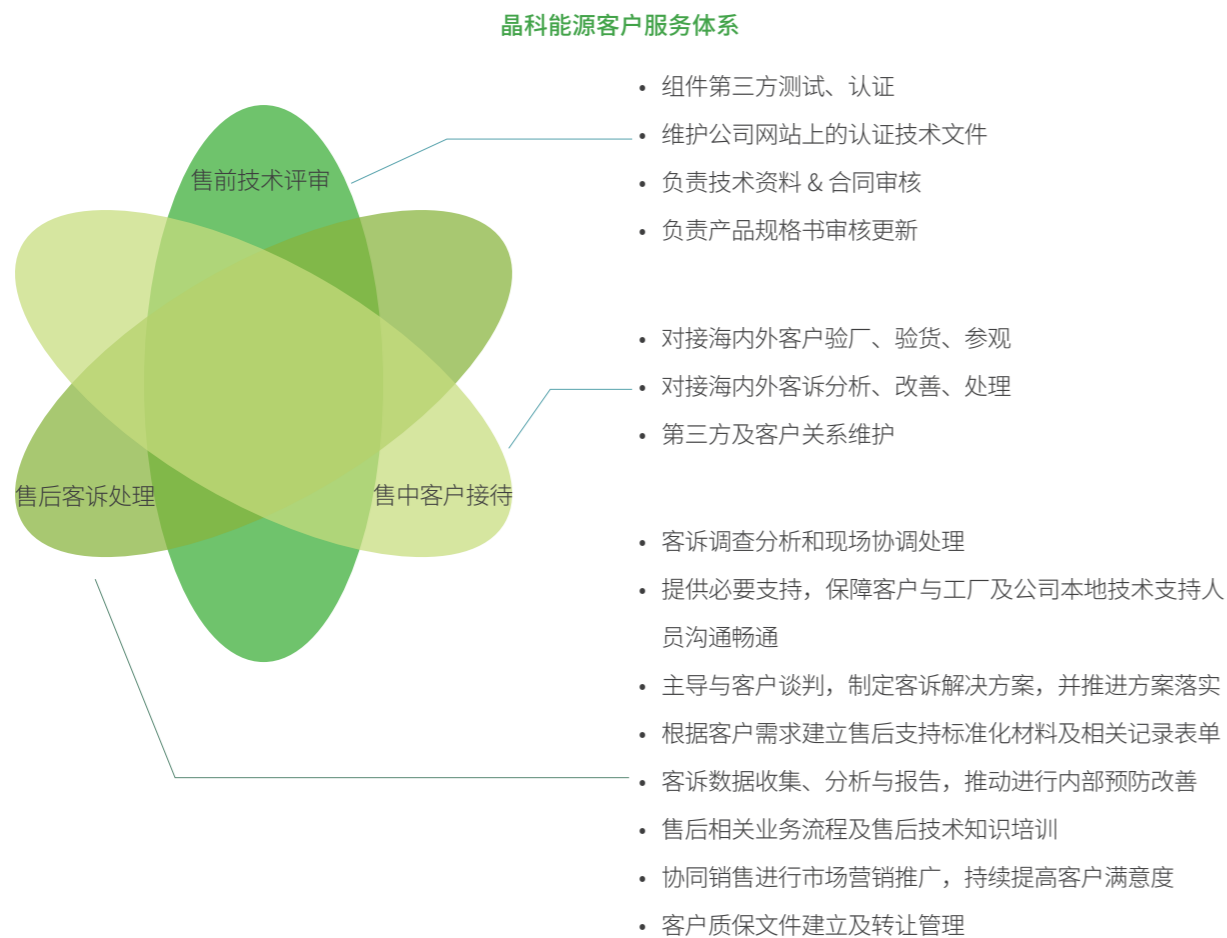 晶科能源客户服务体系
售前技术评审
• 组件第三方测试、认证
• 维护公司网站上的认证技术文件
• 负责技术资料 & 合同审核
• 负责产品规格书审核更新
售中客户接待
• 对接海内外客户验厂、验货、参观
• 对接海内外客诉分析、改善、处理
• 第三方及客户关系维护
售后客诉处理
• 客诉调查分析和现场协调处理
• 提供必要支持，保障客户与工厂及公司本地技术支持人
员沟通畅通
• 主导与客户谈判，制定客诉解决方案，并推进方案落实
• 根据客户需求建立售后支持标准化材料及相关记录表单
• 客诉数据收集、分析与报告，推动进行内部预防改善
• 售后相关业务流程及售后技术知识培训
• 协同销售进行市场营销推广，持续提高客户满意度
• 客户质保文件建立及转让管理